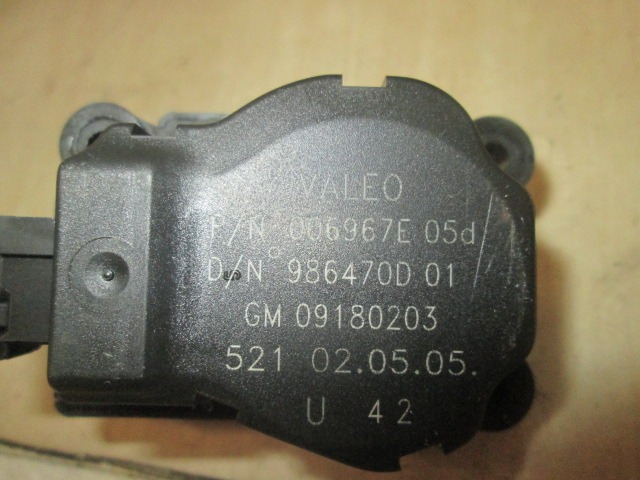 VALEO
P/N° 006967E 05d
D/N° 986470D 01
GM 09180203
521 02.05.05.
U 42